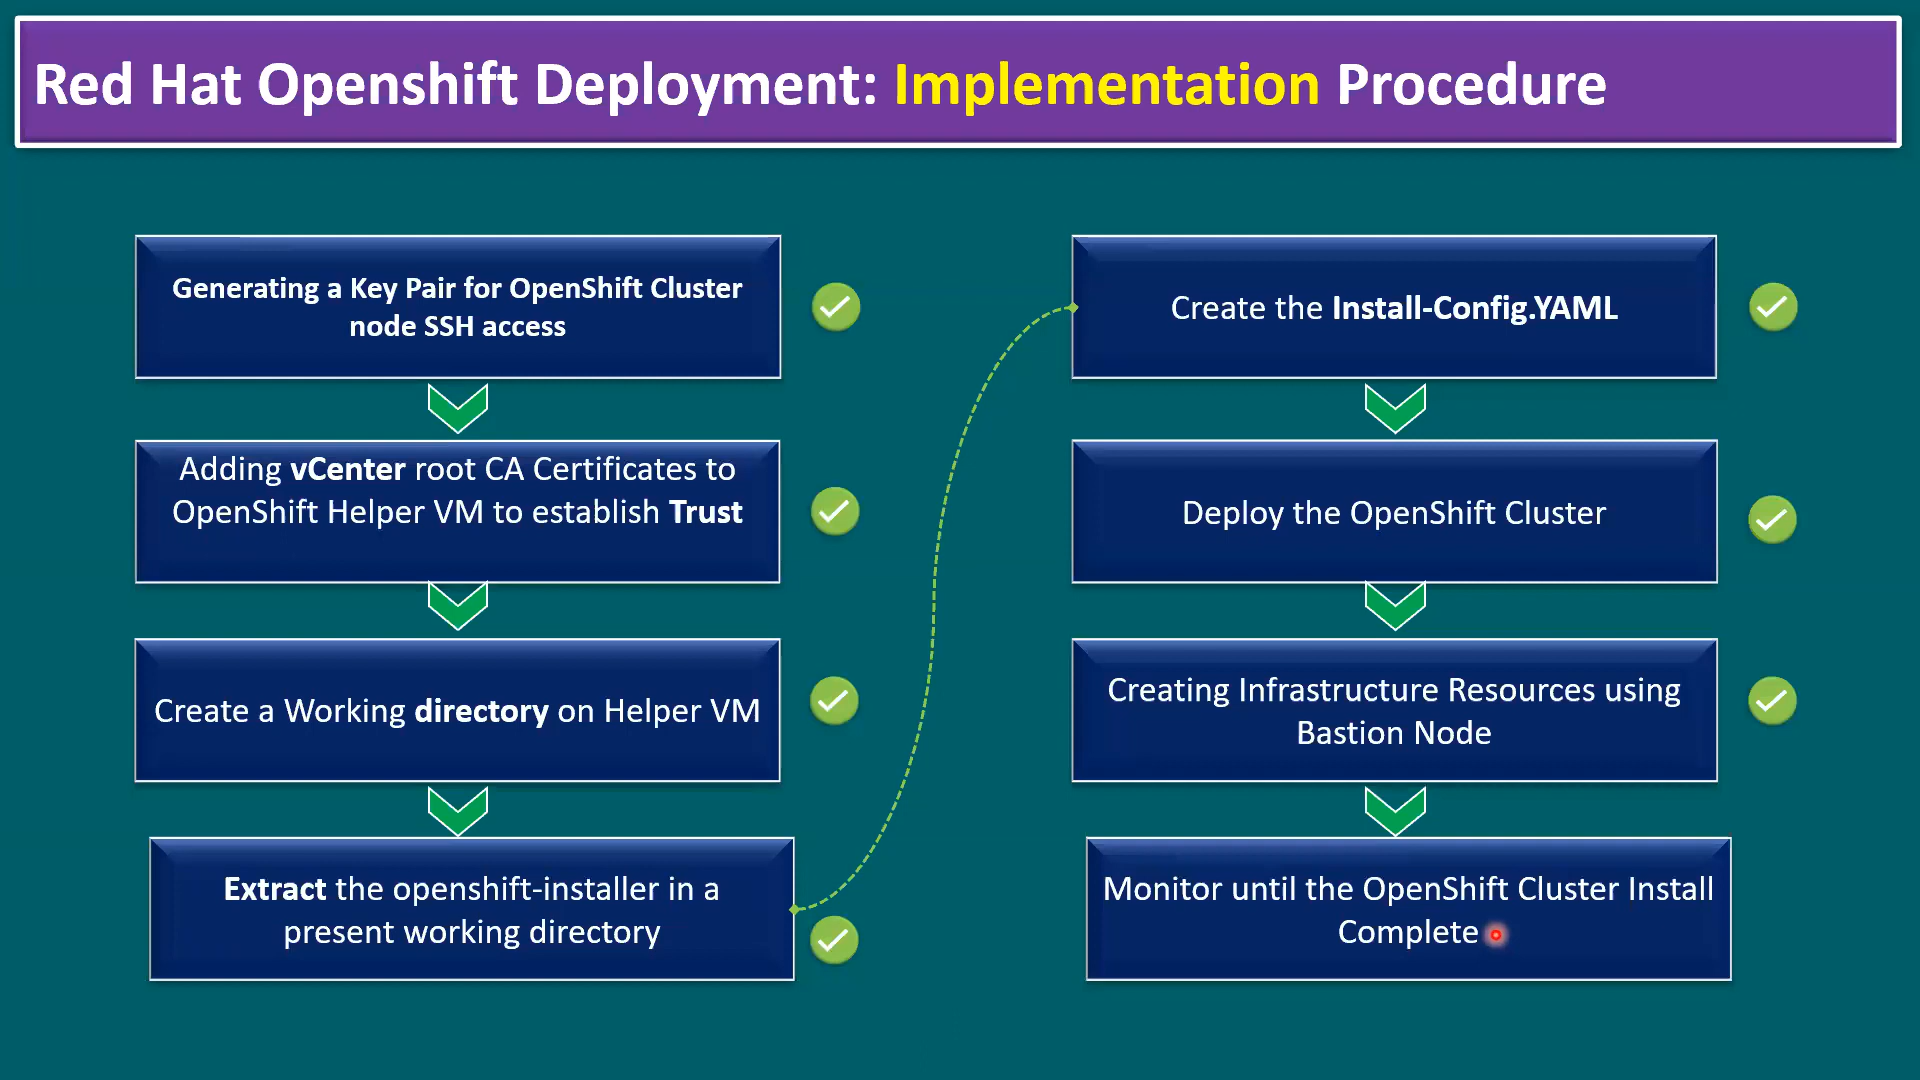 Red Hat Openshift Deployment: Implementation Procedure
Generating a Key Pair for OpenShift Cluster
node SSH access
Adding vCenter root CA Certificates to
OpenShift Helper VM to establish Trust
Create a Working directory on Helper VM
Extract the openshift-installer in a
present working directory
Create the Install-Config.YAML
Deploy the OpenShift Cluster
Creating Infrastructure Resources using
Bastion Node
Monitor until the OpenShift Cluster Install
Complete